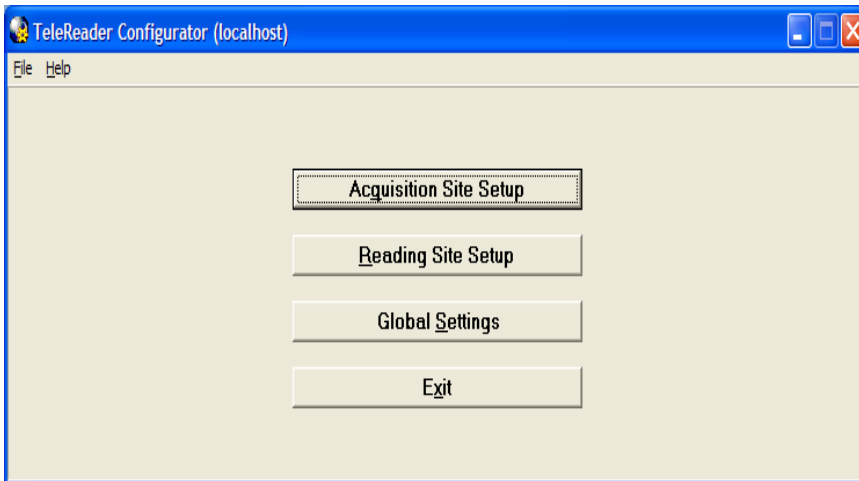 TeleReader Configurator (localhost)
File Help
Acquisition Site Setup
Reading Site Setup
Global Settings
Exit